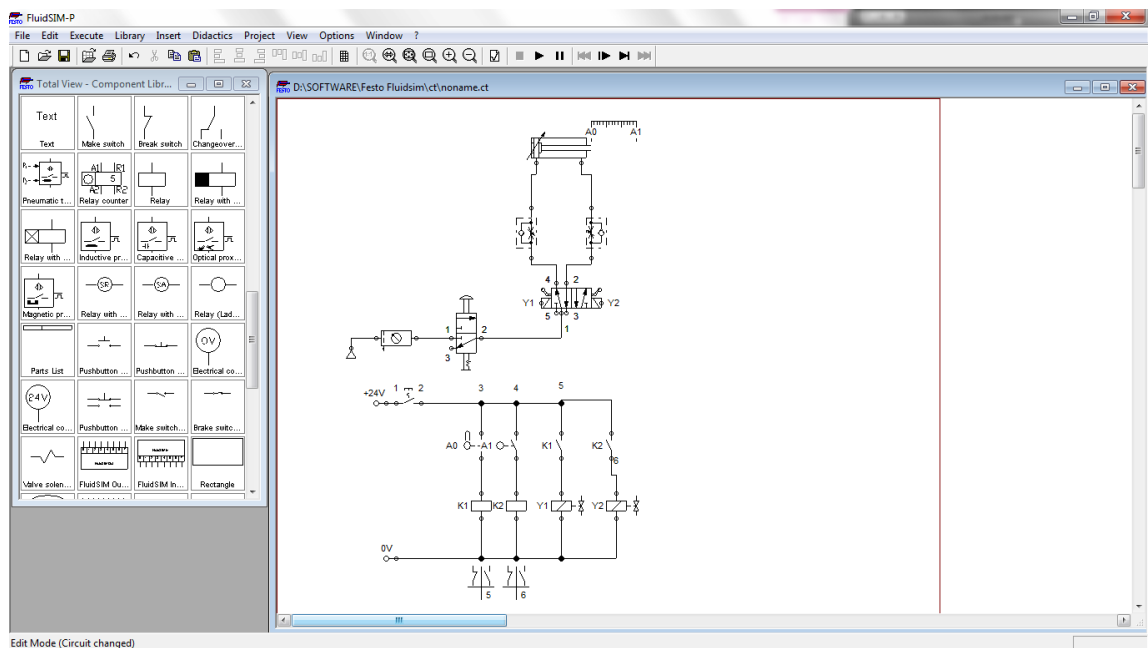 FluidSIM-P
File Edit Execute Library Insert Didactics Project View Options Window ?
Total View - Component Libr...
Text
Text Make switch Break switch Changeover...
A1 R1
5
A2 R2
Pneumatic t... Relay counter Relay Relay with ...
Relay with ... Inductive pr... Capacitive ... Optical prox...
SR SA
Magnetic pr... Relay with ... Relay with ... Relay (Lad...
0V
Parts List Pushbutton ... Pushbutton ... Electrical co...
24V
Electrical co... Pushbutton ... Make switch... Brake switc...
Valve solen... FluidSIM Ou... FluidSIM In... Rectangle
D:\SOFTWARE\Festo Fluidsim\ct\noname.ct
A0 A1
4 2
Y1 Y2
5 3
1
1 2
3
+24V 1 2 3 4 5
A0 A1 K1 K2
6
K1 K2 Y1 Y2
0V
5 6
Edit Mode (Circuit changed)